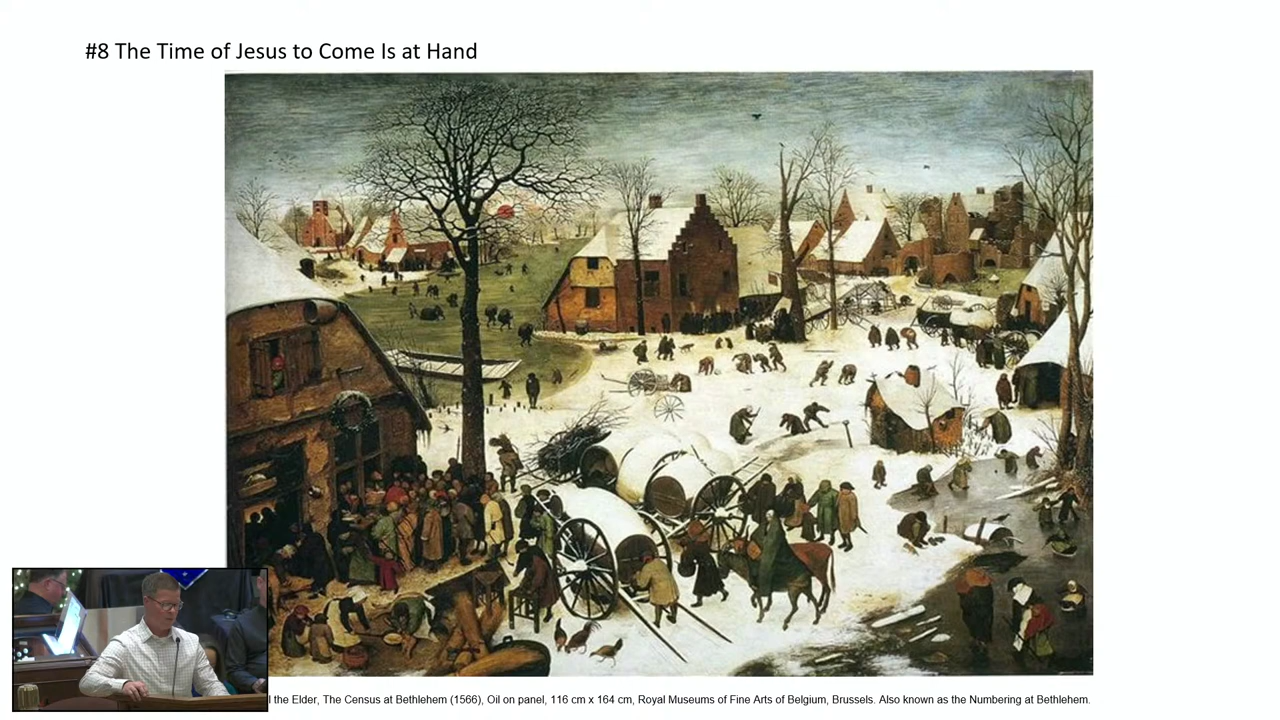 #8 The Time of Jesus to Come Is at Hand
the Elder, The Census at Bethlehem (1566), Oil on panel, 116 cm x 164 cm, Royal Museums of Fine Arts of Belgium, Brussels. Also known as the Numbering at Bethlehem.